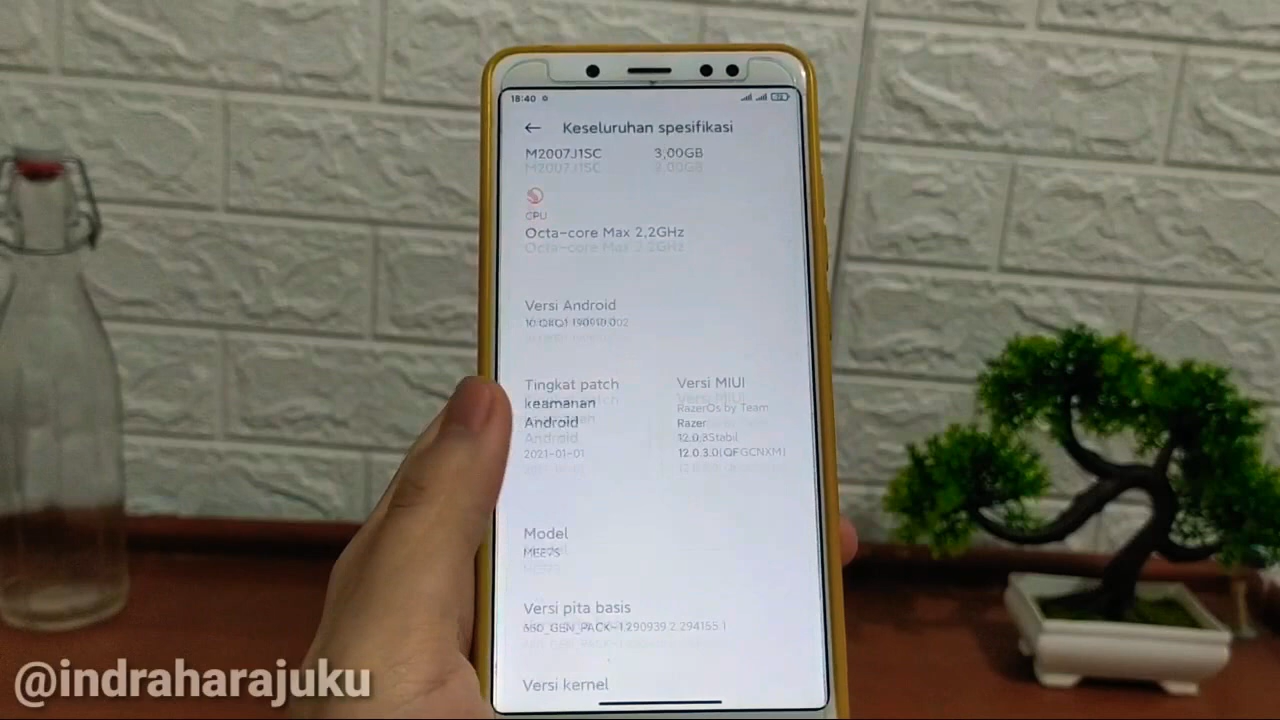 18:40
Keseluruhan spesifikasi
M2007J1SC 3,00GB
CPU
Octa-core Max 2,2GHz
Versi Android
10 QKQ1.190910.002
Tingkat patch
keamanan
Android
2021-01-01
Versi MIUI
RazerOs by Team
Razer
12.0.3Stabil
12.0.3.0(QFGCNXM)
Model
MEE7S
Versi pita basis
660_GEN_PACK-1.290939.2.294155.1
Versi kernel
@indraharajuku